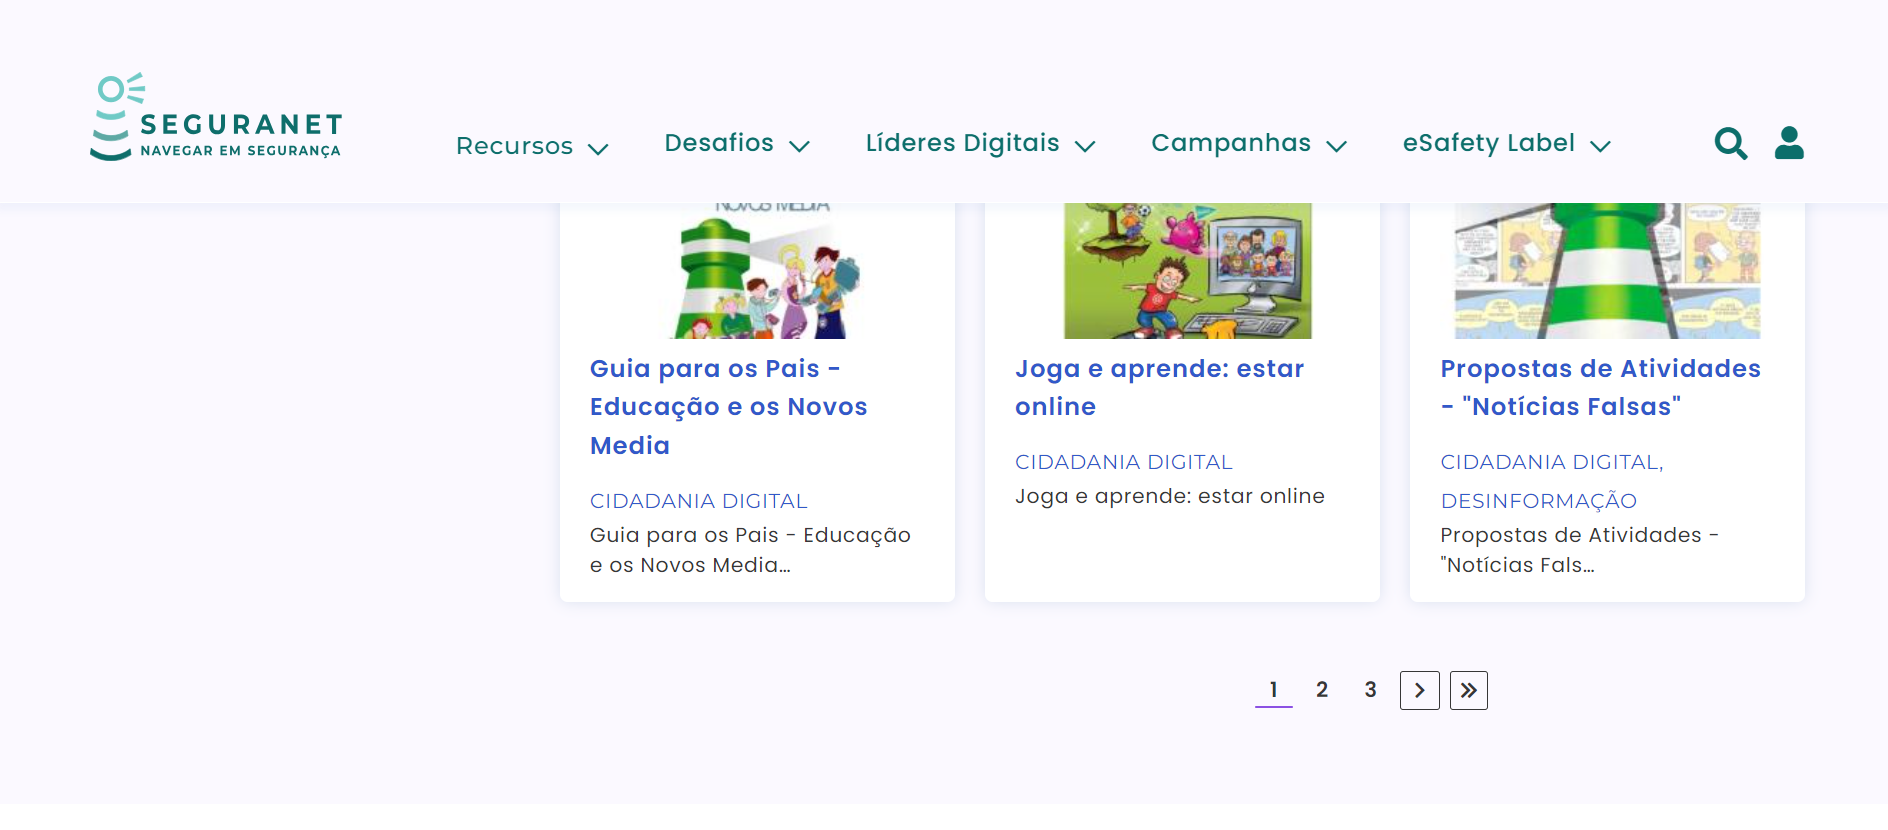 SEGURANET
NAVEGAR EM SEGURANÇA
Recursos
Desafios
Líderes Digitais
Campanhas
eSafety Label
NOVOS MEDIA
Guia para os Pais -
Educação e os Novos
Media
CIDADANIA DIGITAL
Guia para os Pais - Educação
e os Novos Media...
Joga e aprende: estar
online
CIDADANIA DIGITAL
Joga e aprende: estar online
Propostas de Atividades
- "Notícias Falsas"
CIDADANIA DIGITAL,
DESINFORMAÇÃO
Propostas de Atividades -
"Notícias Fals...
1 2 3